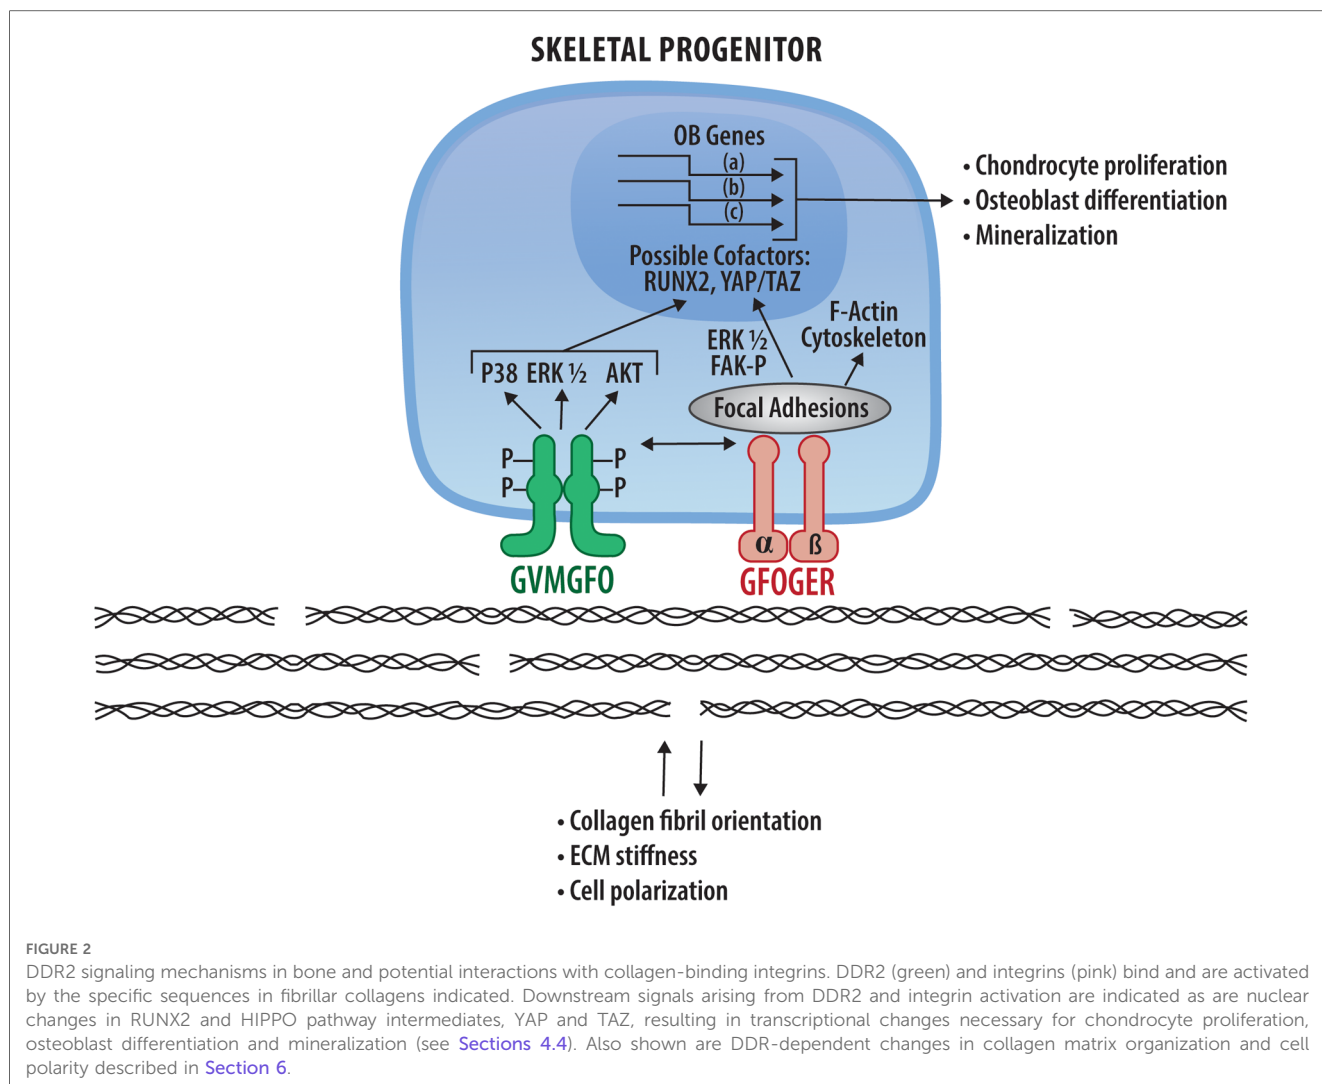 SKELETAL PROGENITOR
OB Genes
(a)
(b)
(c)
• Chondrocyte proliferation
• Osteoblast differentiation
• Mineralization
Possible Cofactors:
RUNX2, YAP/TAZ
F-Actin
Cytoskeleton
ERK ½
FAK-P
P38 ERK ½ AKT
Focal Adhesions
P P
P P
α ß
GVMGFO
GFOGER
• Collagen fibril orientation
• ECM stiffness
• Cell polarization
FIGURE 2
DDR2 signaling mechanisms in bone and potential interactions with collagen-binding integrins. DDR2 (green) and integrins (pink) bind and are activated
by the specific sequences in fibrillar collagens indicated. Downstream signals arising from DDR2 and integrin activation are indicated as are nuclear
changes in RUNX2 and HIPPO pathway intermediates, YAP and TAZ, resulting in transcriptional changes necessary for chondrocyte proliferation,
osteoblast differentiation and mineralization (see Sections 4.4). Also shown are DDR-dependent changes in collagen matrix organization and cell
polarity described in Section 6.